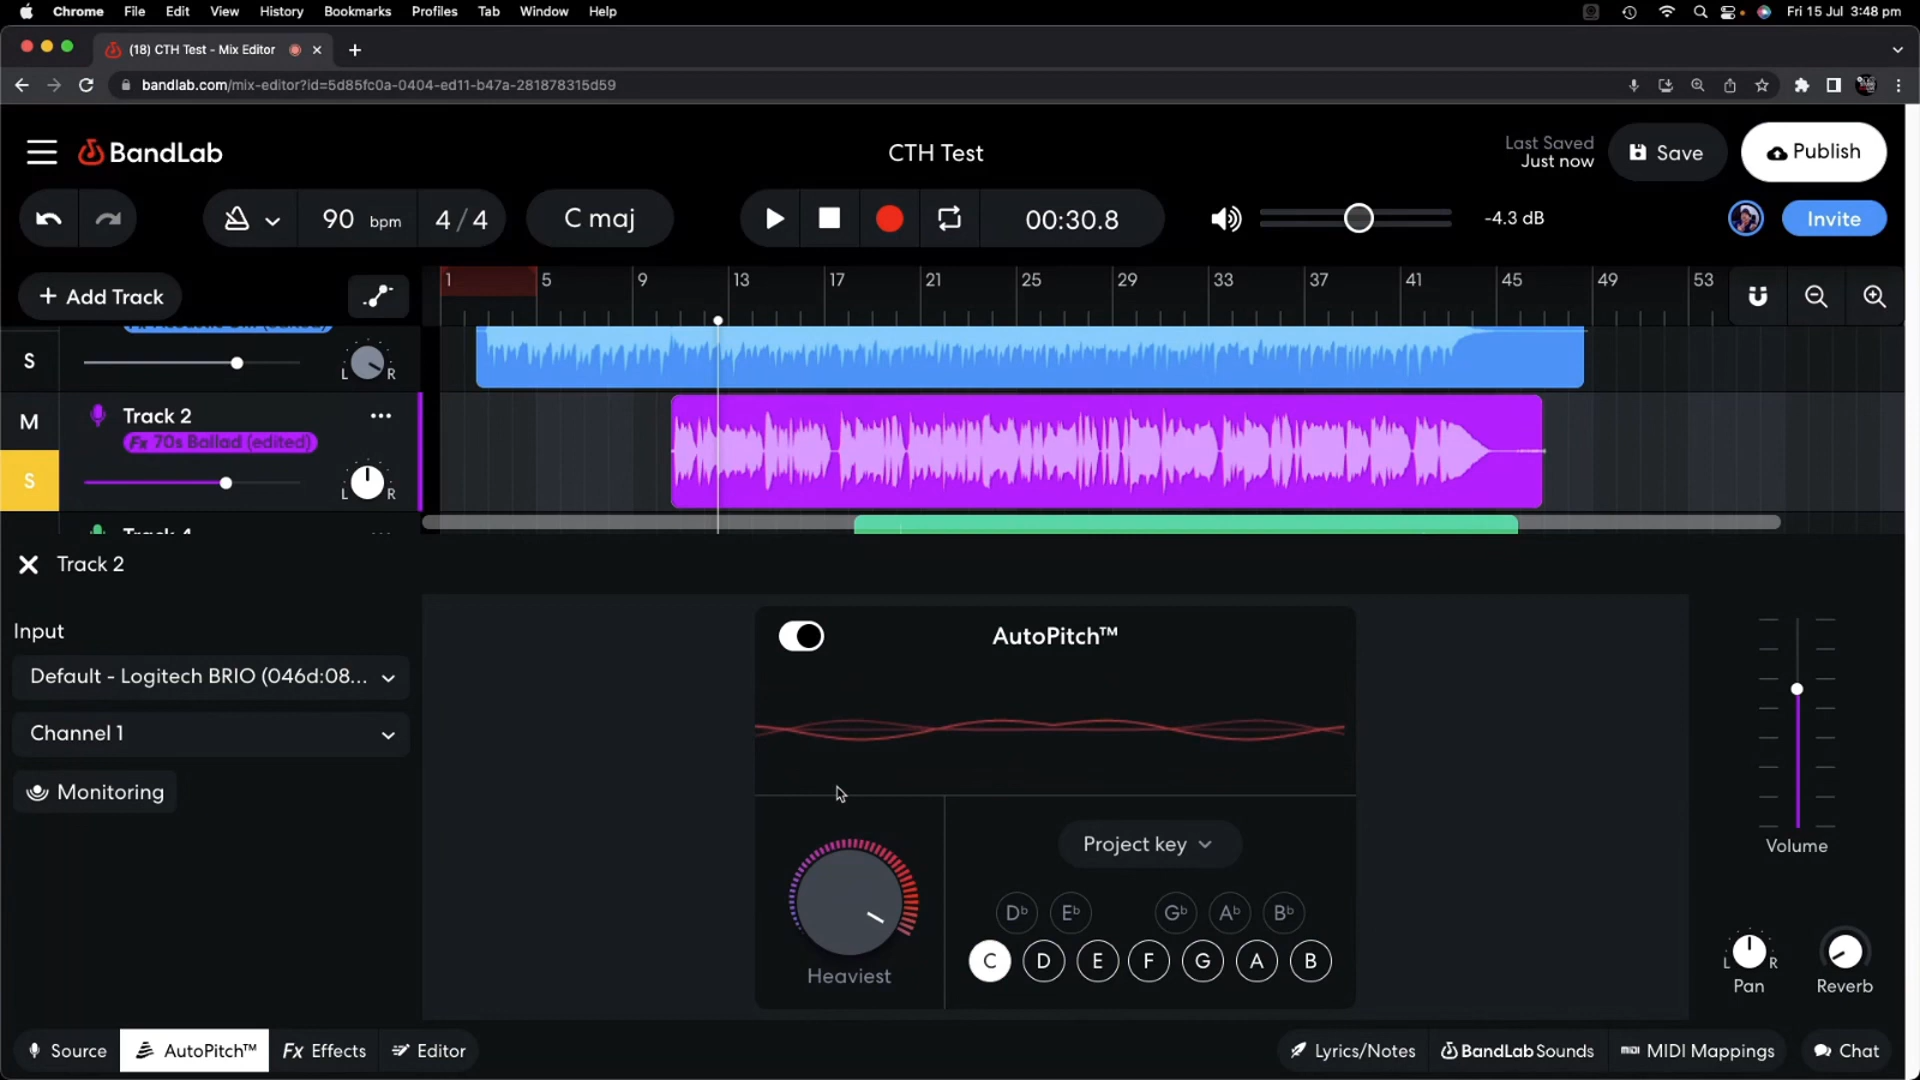 Chrome File Edit View History Bookmarks Profiles Tab Window Help Fri 15 Jul 3:48 pm
(18) CTH Test - Mix Editor
bandlab.com/mix-editor?id=5d85fc0a-0404-ed11-b47a-281878315d59
BandLab CTH Test Last Saved Just now Save Publish
90 bpm 4/4 C maj 00:30.8 -4.3 dB Invite
+ Add Track 1 5 9 13 17 21 25 29 33 37 41 45 49 53
S L R
M Track 2
Fx 70s Ballad (edited)
S L R
Track 2
AutoPitch™
Input
Default - Logitech BRIO (046d:08...
Channel 1
Monitoring
Project key
Volume
D♭ E♭ G♭ A♭ B♭
C D E F G A B
Heaviest
L R
Pan Reverb
Source AutoPitch™ Fx Effects Editor Lyrics/Notes BandLab Sounds MIDI MIDI Mappings Chat